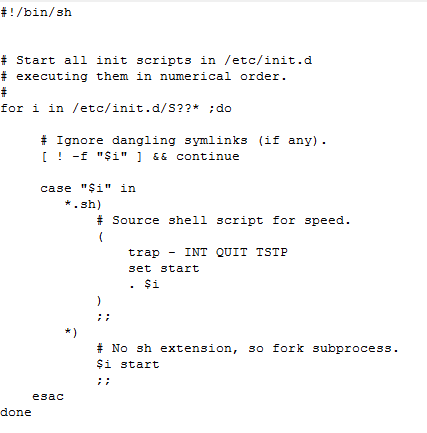 #!/bin/sh


# Start all init scripts in /etc/init.d
# executing them in numerical order.
#
for i in /etc/init.d/S??* ;do

     # Ignore dangling symlinks (if any).
     [ ! -f "$i" ] && continue

     case "$i" in
        *.sh)
            # Source shell script for speed.
            (
                trap - INT QUIT TSTP
                set start
                . $i
            )
            ;;
        *)
            # No sh extension, so fork subprocess.
            $i start
            ;;
    esac
done